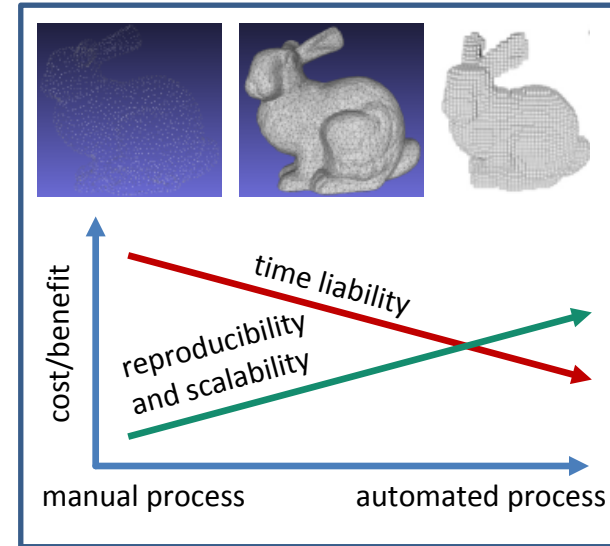 cost/benefit
time liability
reproducibility
and scalability
manual process
automated process